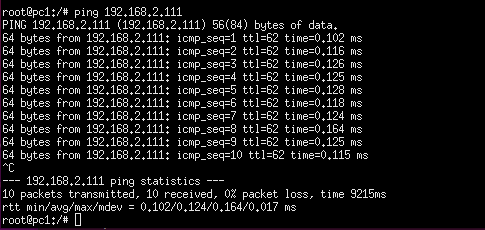 root@pc1:/# ping 192.168.2.111
PING 192.168.2.111 (192.168.2.111) 56(84) bytes of data.
64 bytes from 192.168.2.111: icmp_seq=1 ttl=62 time=0.102 ms
64 bytes from 192.168.2.111: icmp_seq=2 ttl=62 time=0.116 ms
64 bytes from 192.168.2.111: icmp_seq=3 ttl=62 time=0.126 ms
64 bytes from 192.168.2.111: icmp_seq=4 ttl=62 time=0.125 ms
64 bytes from 192.168.2.111: icmp_seq=5 ttl=62 time=0.128 ms
64 bytes from 192.168.2.111: icmp_seq=6 ttl=62 time=0.118 ms
64 bytes from 192.168.2.111: icmp_seq=7 ttl=62 time=0.124 ms
64 bytes from 192.168.2.111: icmp_seq=8 ttl=62 time=0.164 ms
64 bytes from 192.168.2.111: icmp_seq=9 ttl=62 time=0.125 ms
64 bytes from 192.168.2.111: icmp_seq=10 ttl=62 time=0.115 ms
^C
--- 192.168.2.111 ping statistics ---
10 packets transmitted, 10 received, 0% packet loss, time 9215ms
rtt min/avg/max/mdev = 0.102/0.124/0.164/0.017 ms
root@pc1:/#